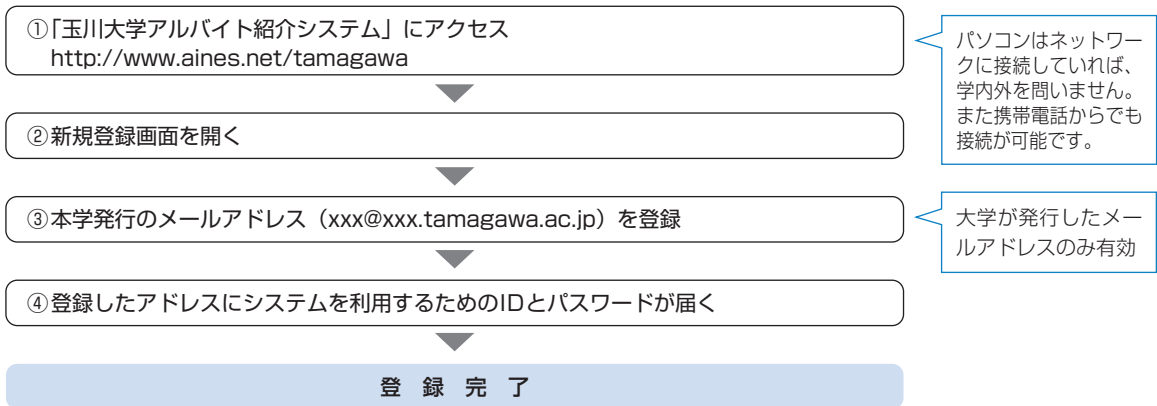 ①「玉川大学アルバイト紹介システム」にアクセス
http://www.aines.net/tamagawa
パソコンはネットワー
クに接続していれば、
学内外を問いません。
また携帯電話からでも
接続が可能です。
②新規登録画面を開く
③本学発行のメールアドレス（xxx@xxx.tamagawa.ac.jp）を登録
大学が発行したメー
ルアドレスのみ有効
④登録したアドレスにシステムを利用するためのIDとパスワードが届く
登　録　完　了